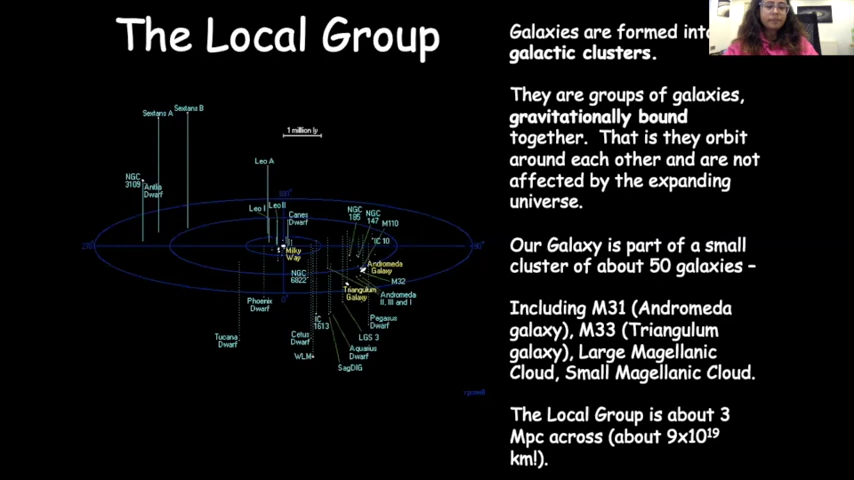 The Local Group
Galaxies are formed into
galactic clusters.
They are groups of galaxies,
gravitationally bound
together. That is they orbit
around each other and are not
affected by the expanding
universe.
Our Galaxy is part of a small
cluster of about 50 galaxies –
Including M31 (Andromeda
galaxy), M33 (Triangulum
galaxy), Large Magellanic
Cloud, Small Magellanic Cloud.
The Local Group is about 3
Mpc across (about 9x10¹⁹
km!).
Sextans A
Sextans B
1 million ly
NGC
3109
Antlia
Dwarf
Leo A
180°
Leo I
Leo II
Canes
Dwarf
NGC
185
NGC
147
M110
IC 10
270°
90°
Milky
Way
Andromeda
Galaxy
M32
NGC
6822
Triangulum
Galaxy
Andromeda
II, III and I
0°
Phoenix
Dwarf
Pegasus
Dwarf
IC
1613
Tucana
Dwarf
Cetus
Dwarf
LGS 3
Aquarius
Dwarf
WLM
SagDIG